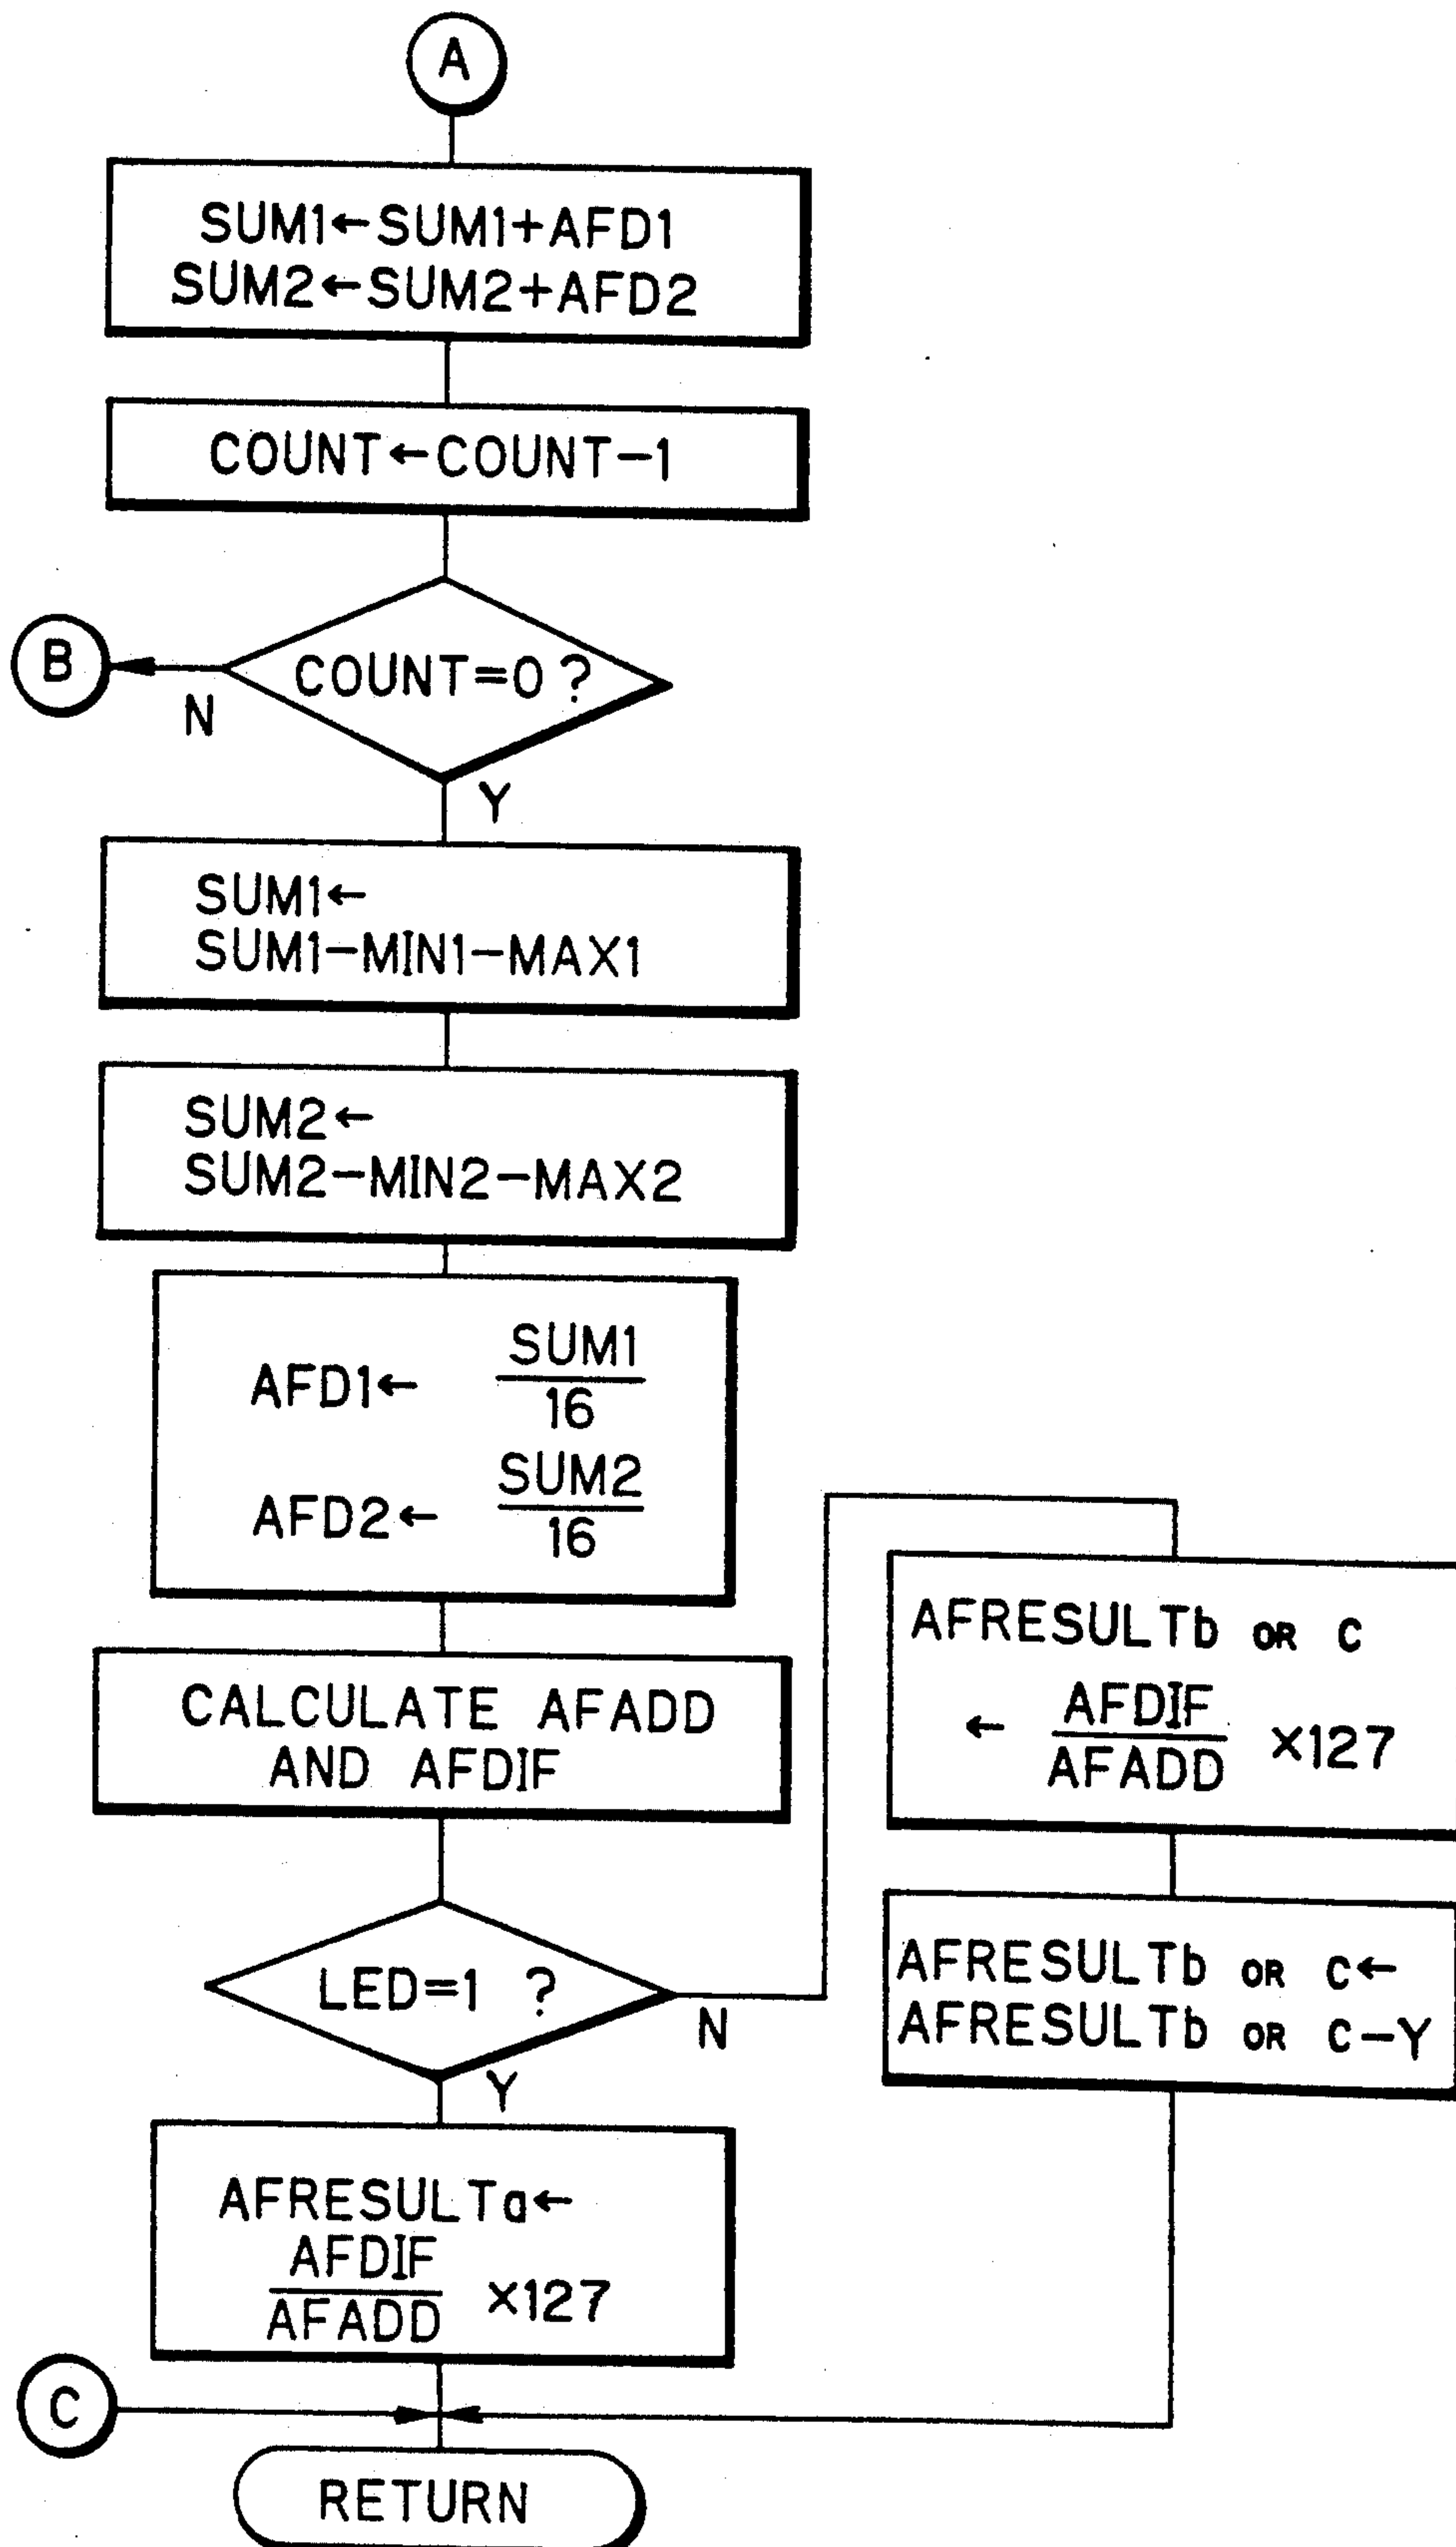 A
SUM1←SUM1+AFD1
SUM2←SUM2+AFD2
COUNT←COUNT-1
COUNT=0 ?
B
N
Y
SUM1←
SUM1-MIN1-MAX1
SUM2←
SUM2-MIN2-MAX2
AFD1← SUM1
16
AFD2← SUM2
16
CALCULATE AFADD
AND AFDIF
LED=1 ?
N
Y
AFRESULTa←
AFDIF
AFADD ×127
AFRESULTb OR C
← AFDIF
AFADD ×127
AFRESULTb OR C←
AFRESULTb OR C-Y
C
RETURN